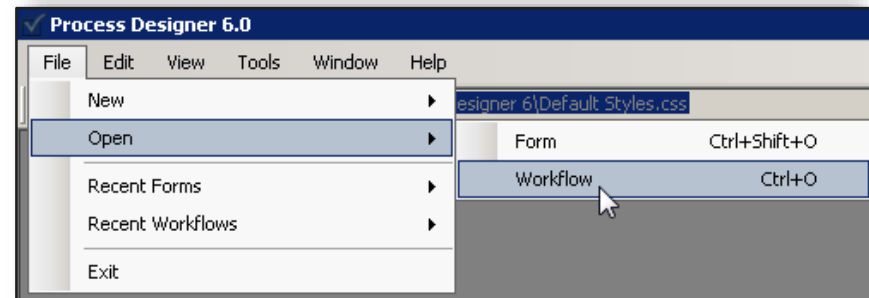 Process Designer 6.0
File Edit View Tools Window Help
New
esigner 6\Default Styles.css
Open
Form Ctrl+Shift+O
Workflow Ctrl+O
Recent Forms
Recent Workflows
Exit